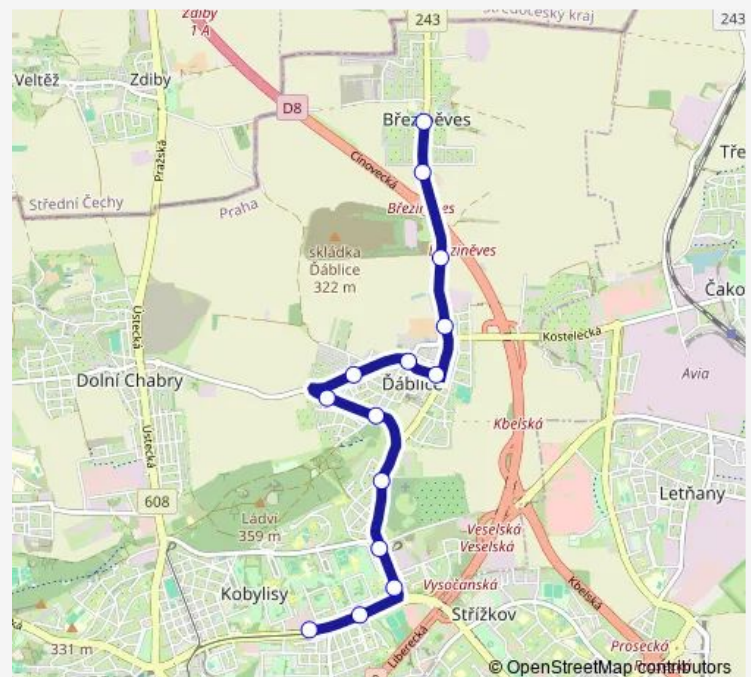 Zdiby
1 A
243
Středočeský kraj
243
Veltěž
Zdiby
D8
Březiněves
Pražská
Cínovecká
Tře
Střední Čechy
Praha
Březiněves
skládka
Ďáblice
322 m
Čako
Ústecká
Kostelecká
Dolní Chabry
Ďáblice
Avia
Kbelská
Ústecká
608
Ládví
359 m
Letňany
Veselská
Veselská
Kobylisy
Vysočanská
Kbelská
Střížkov
331 m
Liberecká
Prosecká
© OpenStreetMap contributors